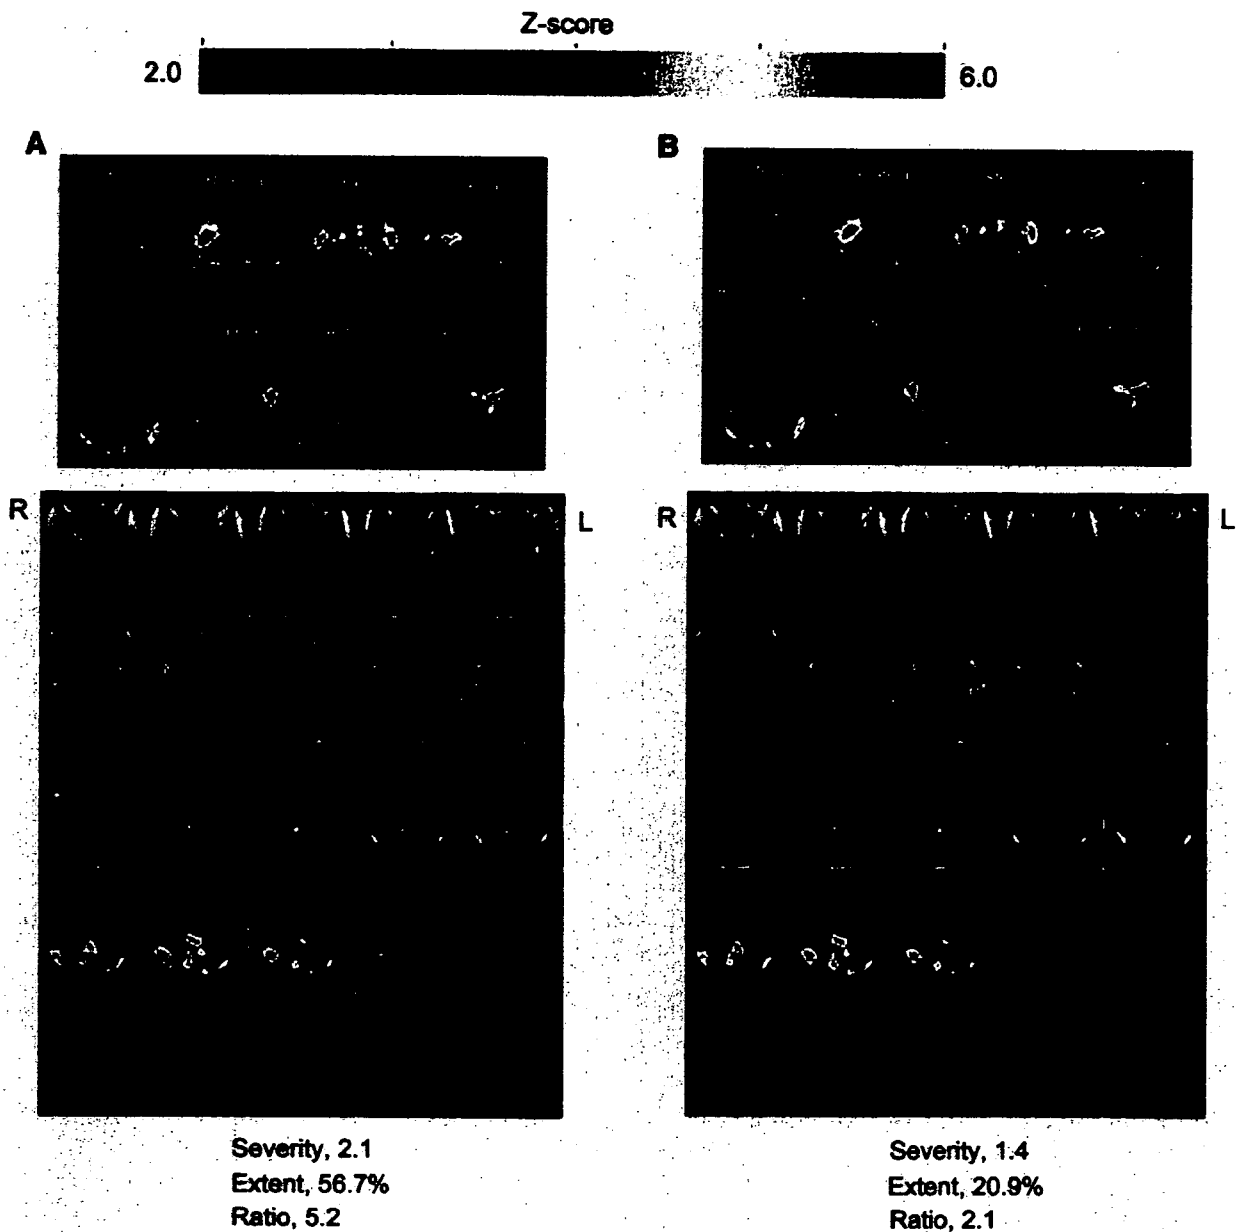 Z-score
2.0 6.0
A B
R L R L
Severity, 2.1
Extent, 56.7%
Ratio, 5.2
Severity, 1.4
Extent, 20.9%
Ratio, 2.1